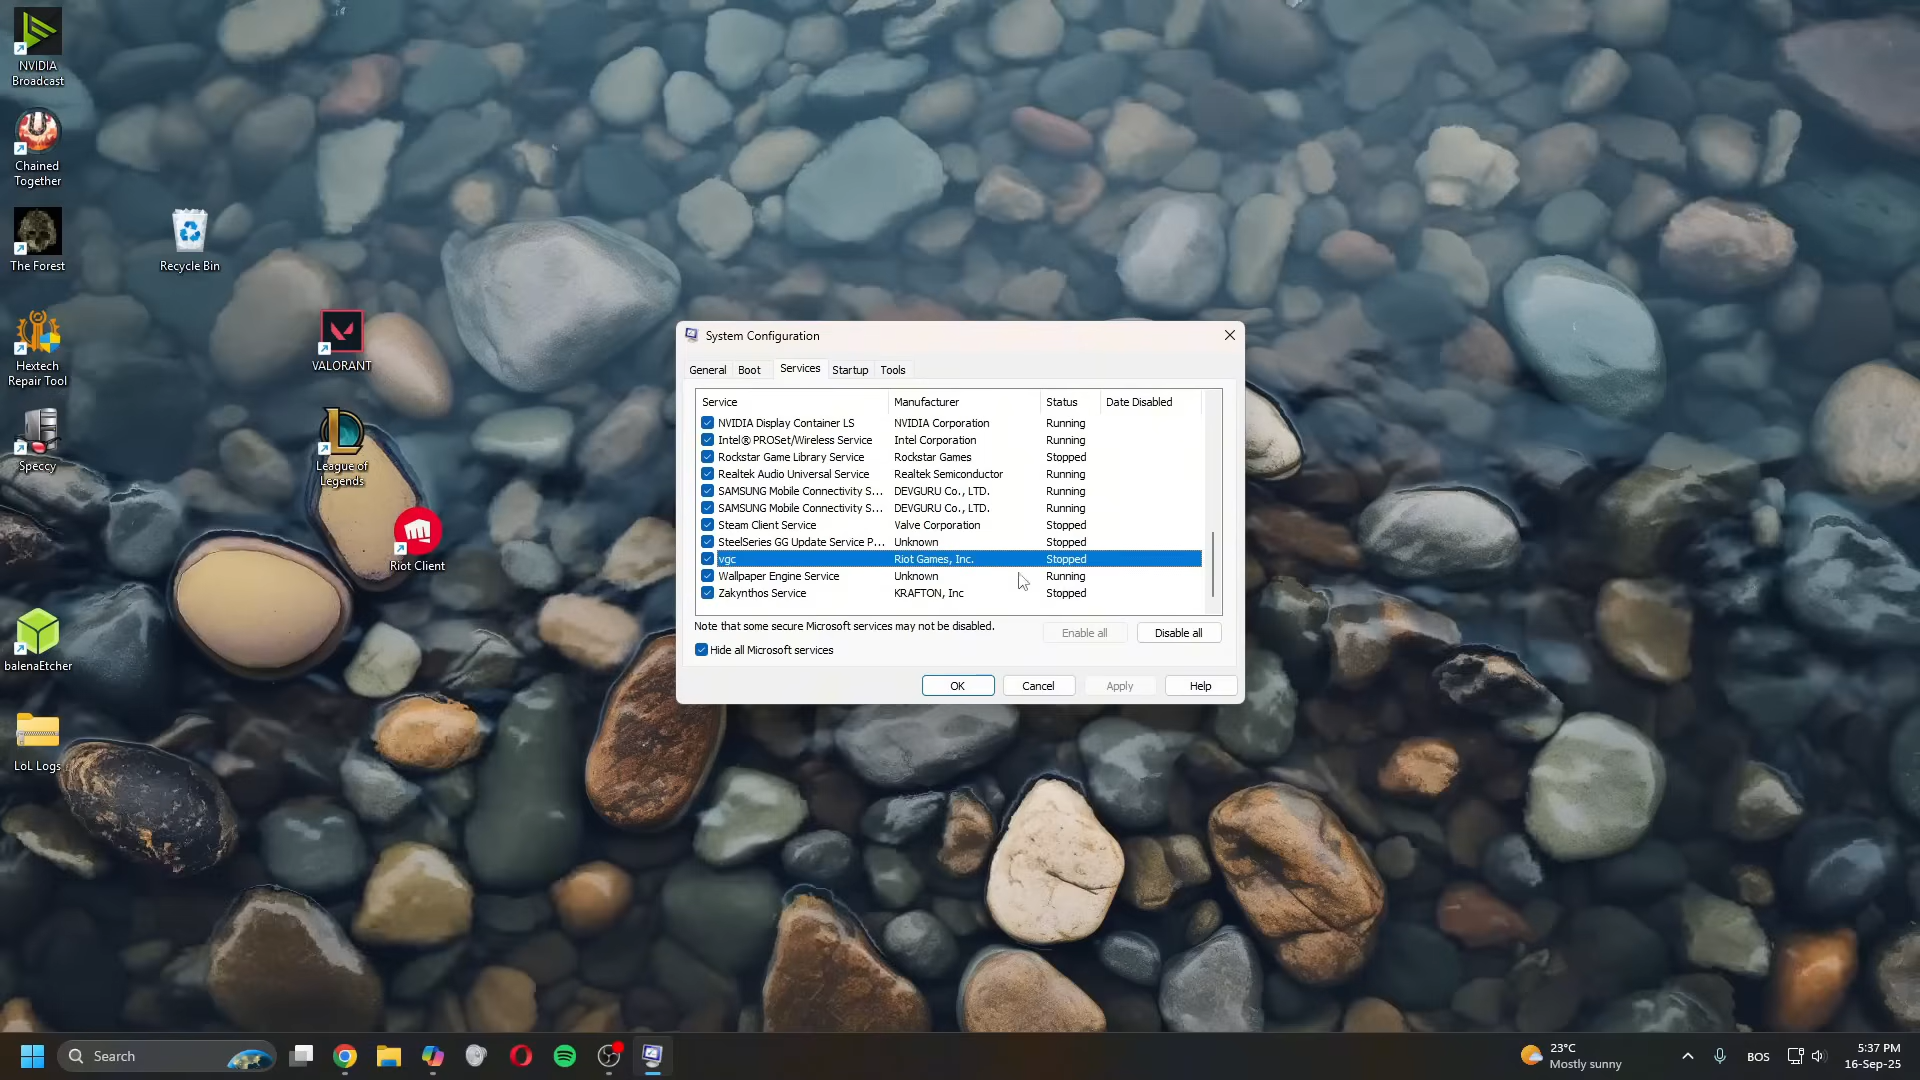 NVIDIA
Broadcast
Chained
Together
The Forest
Recycle Bin
Hextech
Repair Tool
VALORANT
Speccy
League of
Legends
Riot Client
balenaEtcher
LoL Logs
System Configuration
General Boot Services Startup Tools
Service Manufacturer Status Date Disabled
NVIDIA Display Container LS NVIDIA Corporation Running
Intel® PROSet/Wireless Service Intel Corporation Running
Rockstar Game Library Service Rockstar Games Stopped
Realtek Audio Universal Service Realtek Semiconductor Running
SAMSUNG Mobile Connectivity S... DEVGURU Co., LTD. Running
SAMSUNG Mobile Connectivity S... DEVGURU Co., LTD. Running
Steam Client Service Valve Corporation Stopped
SteelSeries GG Update Service P... Unknown Stopped
vgc Riot Games, Inc. Stopped
Wallpaper Engine Service Unknown Running
Zakynthos Service KRAFTON, Inc Stopped
Note that some secure Microsoft services may not be disabled.
Enable all Disable all
Hide all Microsoft services
OK Cancel Apply Help
Search
23°C
Mostly sunny
BOS
5:37 PM
16-Sep-25